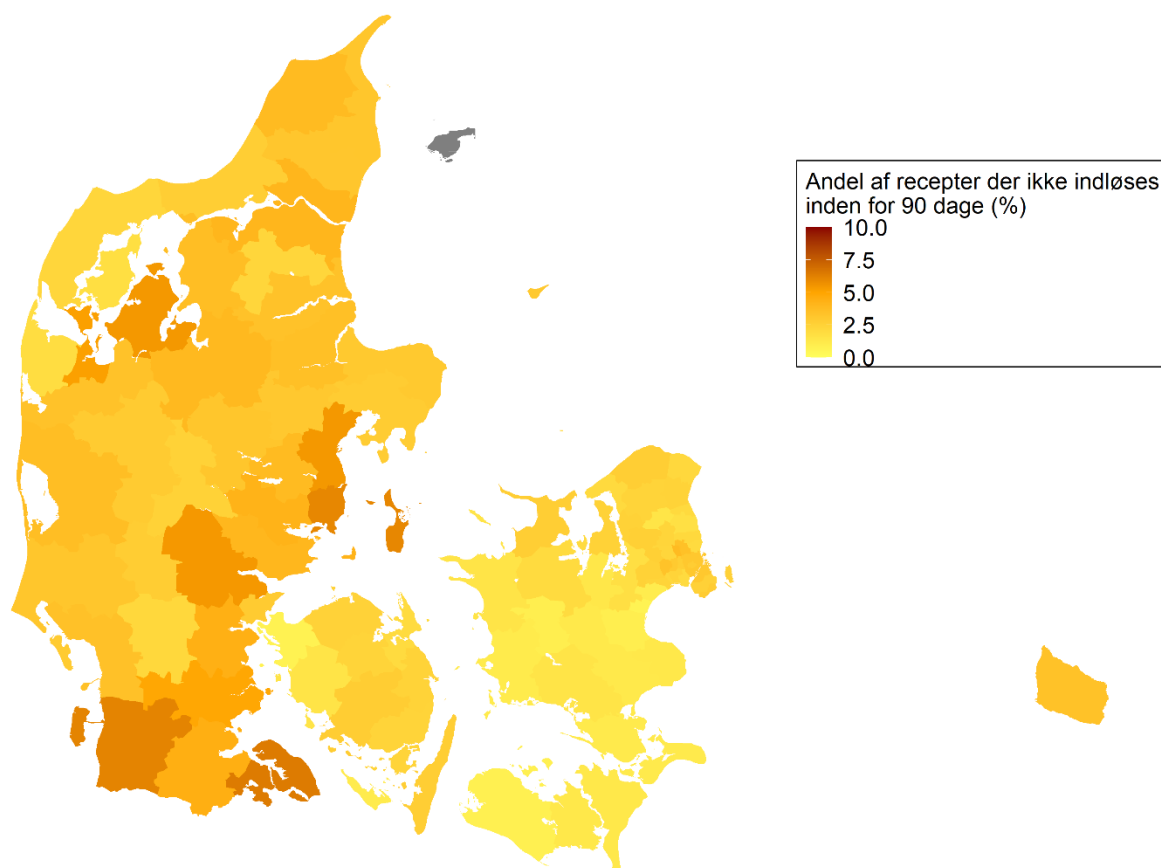 Andel af recepter der ikke indløses
inden for 90 dage (%)
10.0
7.5
5.0
2.5
0.0